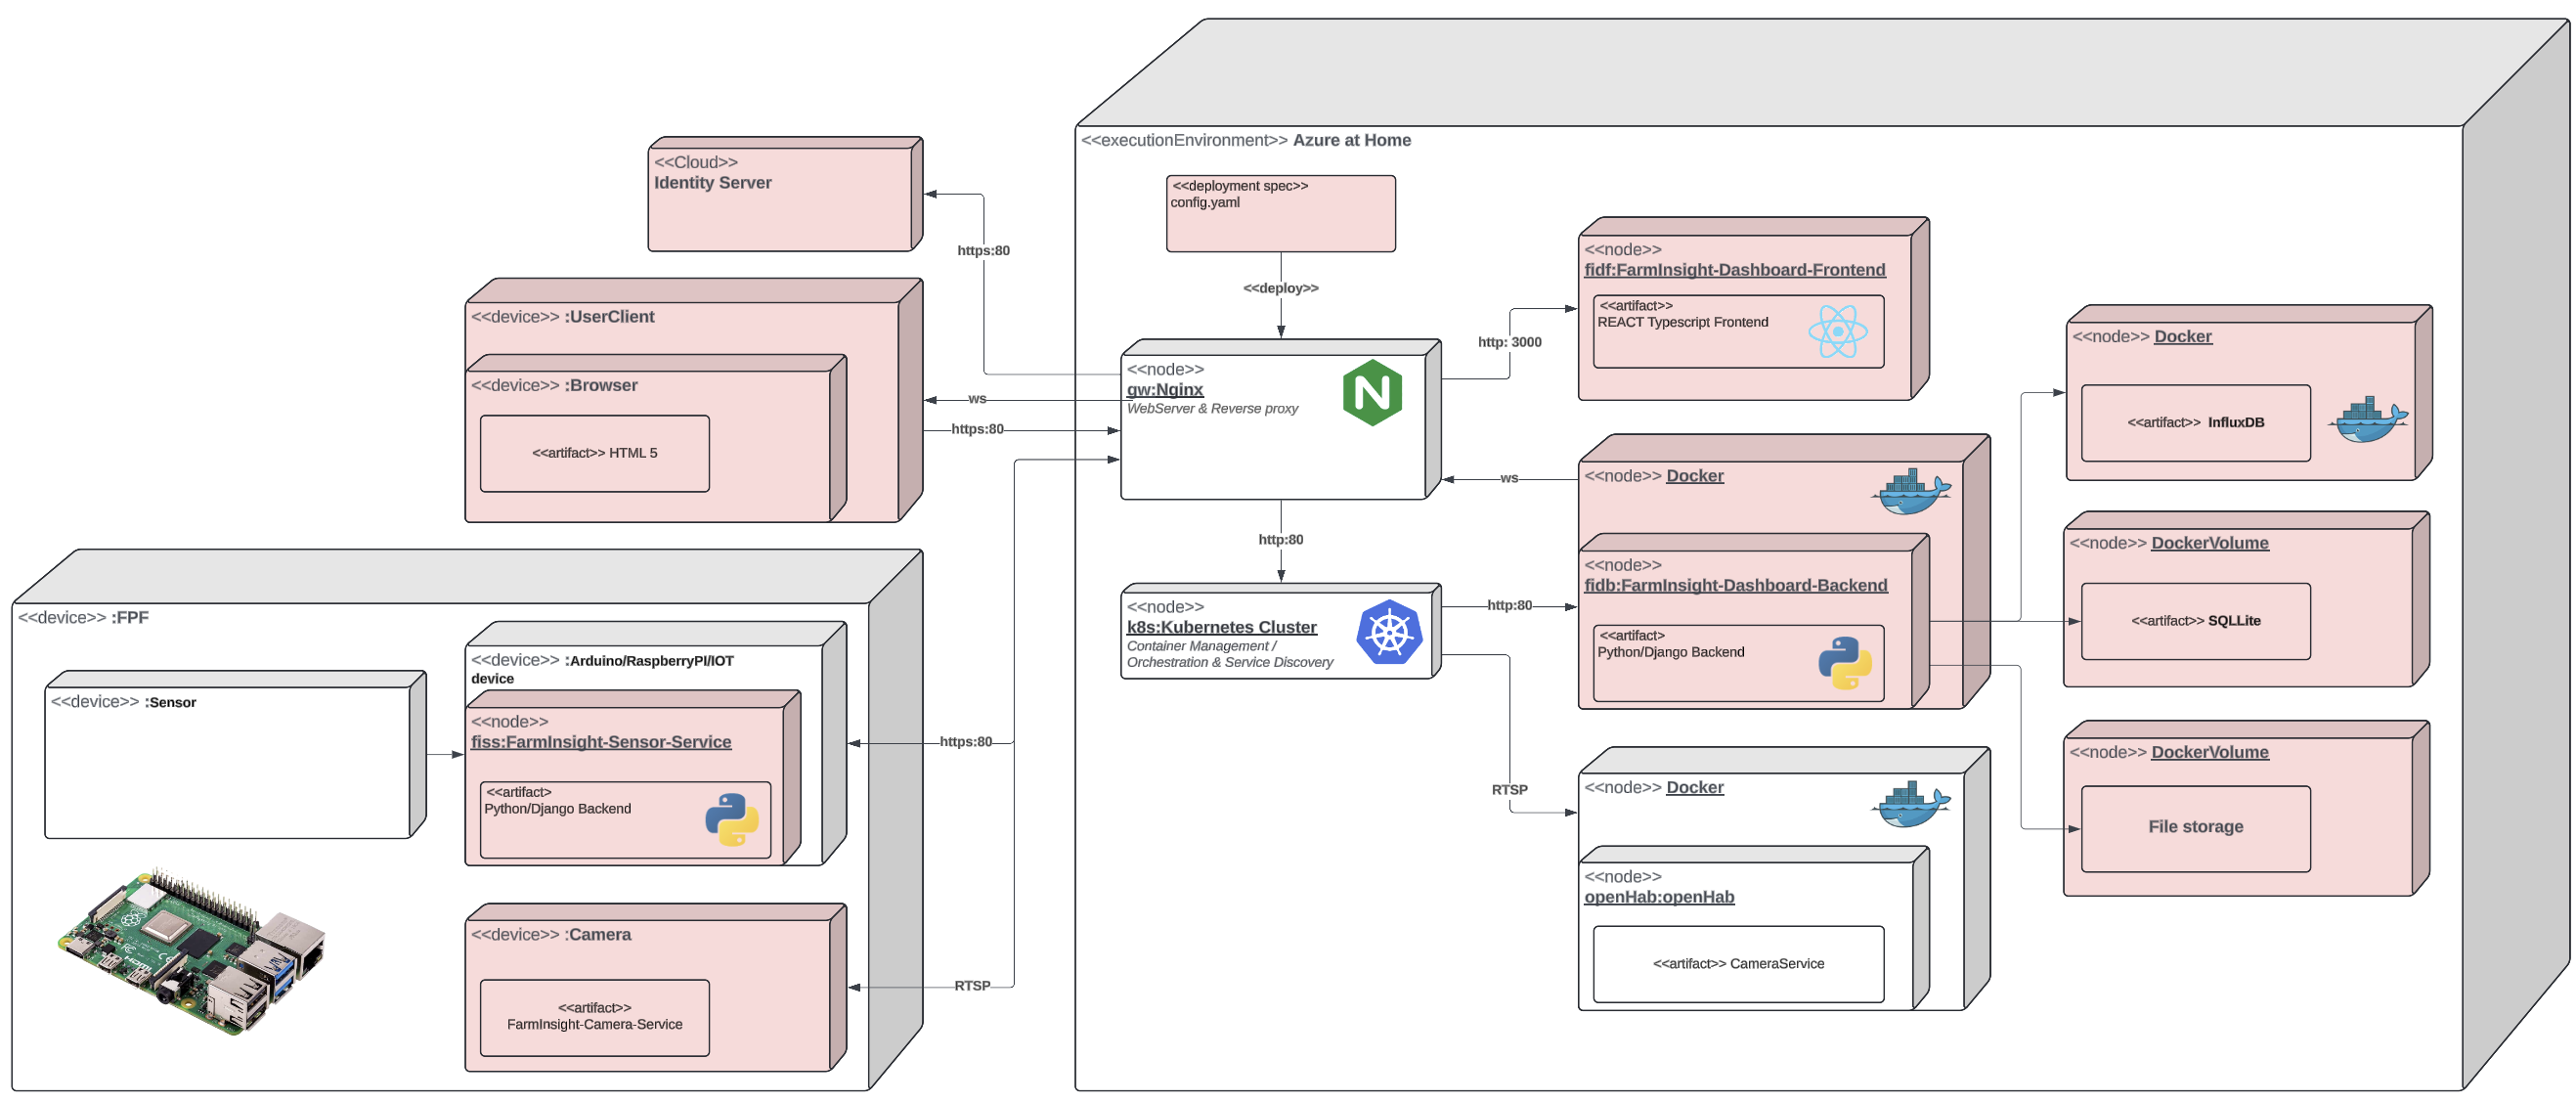 <<executionEnvironment>> Azure at Home
<<Cloud>>
Identity Server
<<deployment spec>>
config.yaml
https:80
<<deploy>>
<<node>>
fidf:FarmInsight-Dashboard-Frontend
<<artifact>>
REACT Typescript Frontend
http: 3000
<<device>> :UserClient
<<device>> :Browser
<<artifact>> HTML 5
ws
https:80
<<node>>
gw:Nginx
WebServer & Reverse proxy
<<node>> Docker
<<artifact>> InfluxDB
ws
http:80
<<node>> Docker
<<node>>
fidb:FarmInsight-Dashboard-Backend
<<artifact>
Python/Django Backend
<<node>> DockerVolume
<<artifact>> SQLLite
<<node>>
k8s:Kubernetes Cluster
Container Management /
Orchestration & Service Discovery
http:80
RTSP
<<node>> DockerVolume
File storage
<<device>> :FPF
<<device>> :Sensor
<<device>> :Arduino/RaspberryPI/IOT
device
<<node>>
fiss:FarmInsight-Sensor-Service
<<artifact>
Python/Django Backend
https:80
<<node>> Docker
<<node>>
openHab:openHab
<<artifact>> CameraService
<<device>> :Camera
<<artifact>>
FarmInsight-Camera-Service
RTSP
HDMI